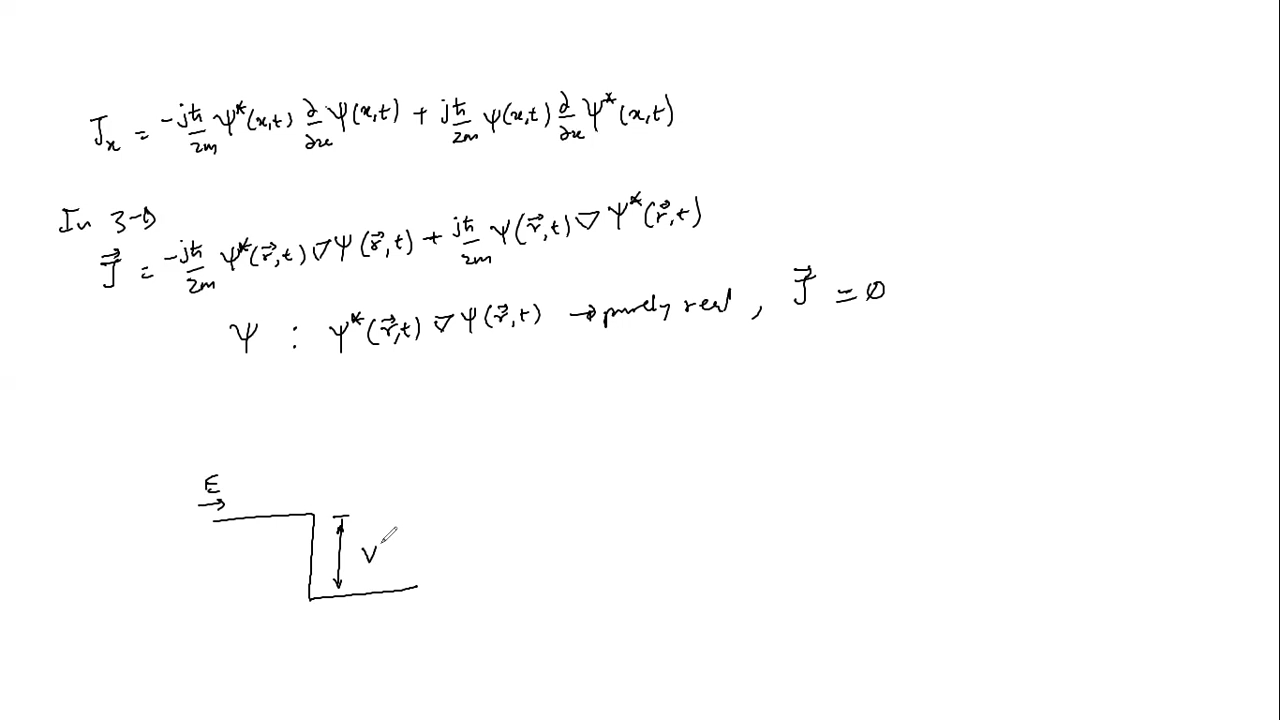 J_x = -jħ/2m ψ*(x,t) ∂/∂x ψ(x,t) + jħ/2m ψ(x,t) ∂/∂x ψ*(x,t)
In 3-D
J⃗ = -jħ/2m ψ*(r⃗,t) ∇ψ(r⃗,t) + jħ/2m ψ(r⃗,t) ∇ψ*(r⃗,t)
ψ : ψ*(r⃗,t) ∇ψ(r⃗,t) → purely real, J⃗ = 0
E
V